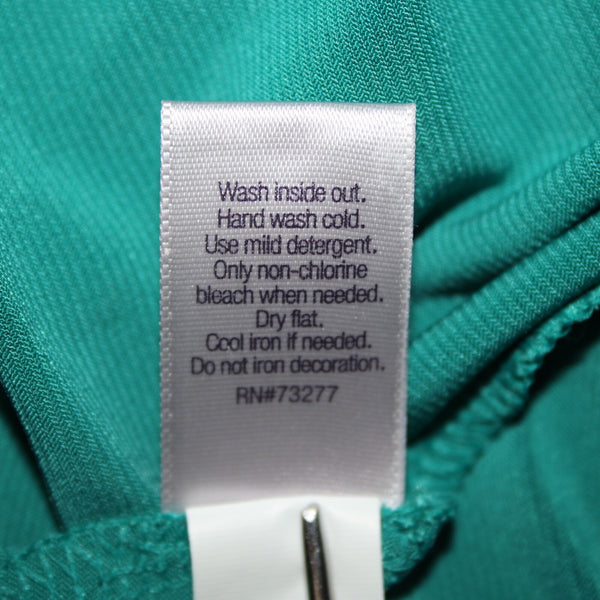 Wash inside out.
Hand wash cold.
Use mild detergent.
Only non-chlorine
bleach when needed.
Dry flat.
Cool iron if needed.
Do not iron decoration.
RN#73277